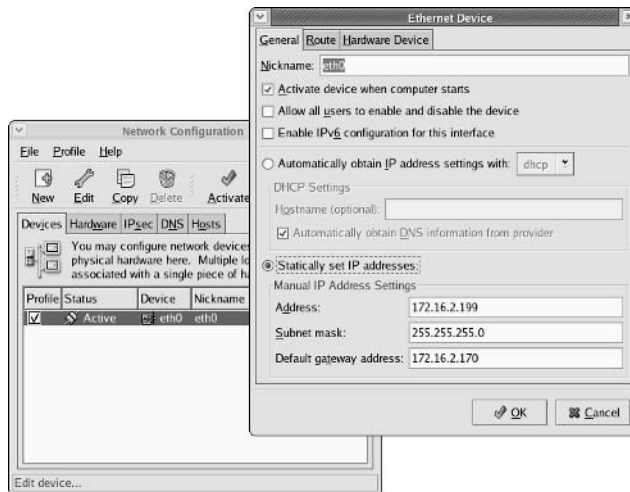 Ethernet Device
General Route Hardware Device
Nickname: eth0
Activate device when computer starts
Allow all users to enable and disable the device
Enable IPv6 configuration for this interface
Automatically obtain IP address settings with: dhcp
DHCP Settings
Hostname (optional):
Automatically obtain DNS information from provider
Statically set IP addresses:
Manual IP Address Settings
Address: 172.16.2.199
Subnet mask: 255.255.255.0
Default gateway address: 172.16.2.170
OK Cancel
Network Configuration
File Profile Help
New Edit Copy Delete Activate
Devices Hardware IPsec DNS Hosts
You may configure network devices
physical hardware here. Multiple lo
associated with a single piece of ha
Profile Status Device Nickname
Active eth0 eth0
Edit device...